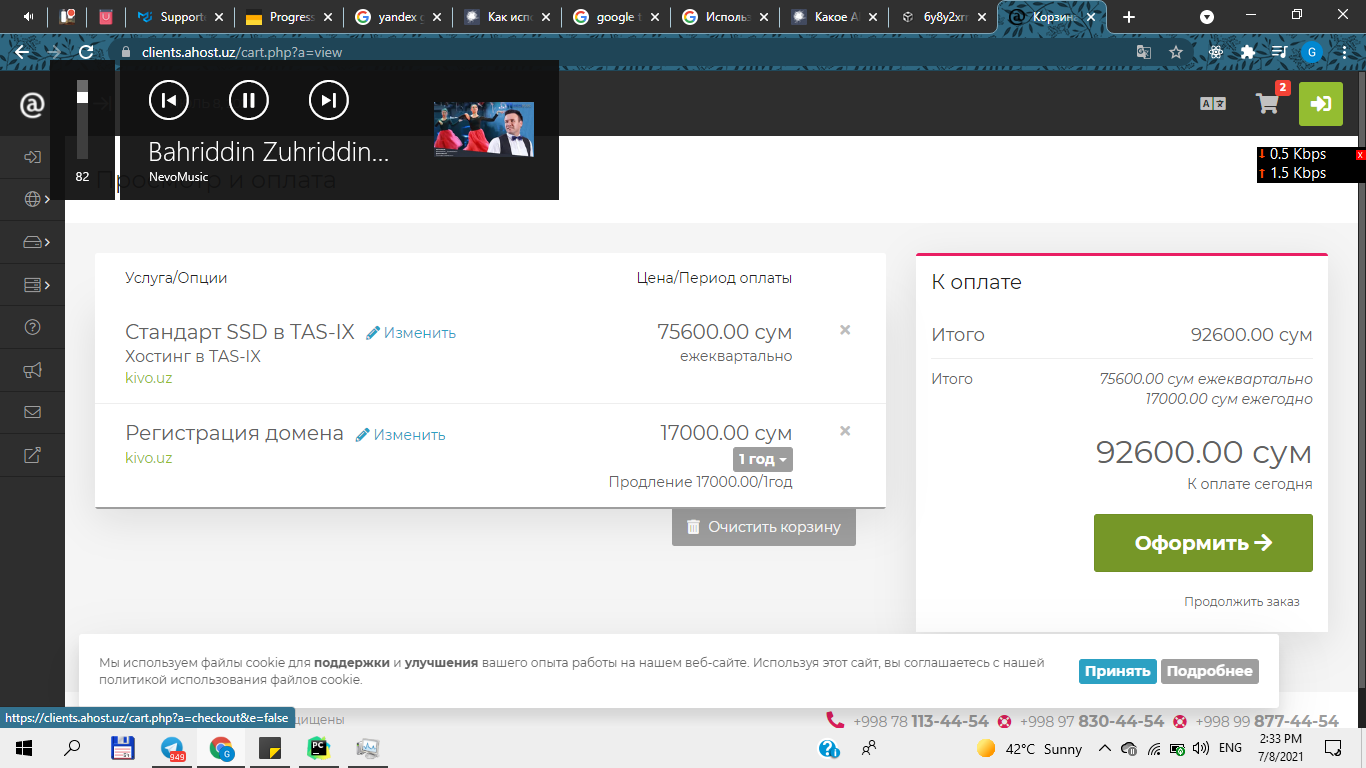 Supporte
Progress
yandex g
Как испо
google t
Использ
Какое AI
6y8y2xrr
Корзина
clients.ahost.uz/cart.php?a=view
G
2
82
Bahriddin Zuhriddin...
NevoMusic
Просмотр и оплата
↓ 0.5 Kbps
x
↑ 1.5 Kbps
Услуга/Опции
Цена/Период оплаты
Стандарт SSD в TAS-IX
Изменить
75600.00 сум
Хостинг в TAS-IX
ежеквартально
kivo.uz
Регистрация домена
Изменить
17000.00 сум
kivo.uz
1 год
Продление 17000.00/1год
Очистить корзину
К оплате
Итого
92600.00 сум
Итого
75600.00 сум ежеквартально
17000.00 сум ежегодно
92600.00 сум
К оплате сегодня
Оформить
Продолжить заказ
Мы используем файлы cookie для поддержки и улучшения вашего опыта работы на нашем веб-сайте. Используя этот сайт, вы соглашаетесь с нашей
политикой использования файлов cookie.
Принять
Подробнее
https://clients.ahost.uz/cart.php?a=checkout&e=false
щищены
+998 78 113-44-54
+998 97 830-44-54
+998 99 877-44-54
949
G
PC
42°C Sunny
ENG
2:33 PM
7/8/2021